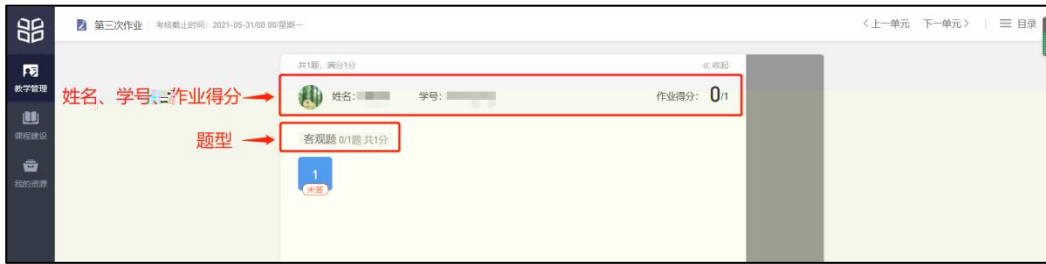 第三次作业 考核截止时间：2021-05-31/00:00/星期一
<上一单元 下一单元> 目录
教学管理
课程建设
我的资源
共1题，满分1分 《收起
姓名、学号、作业得分
姓名： 学号： 作业得分： 0/1
题型
客观题 0/1题 共1分
1
未答